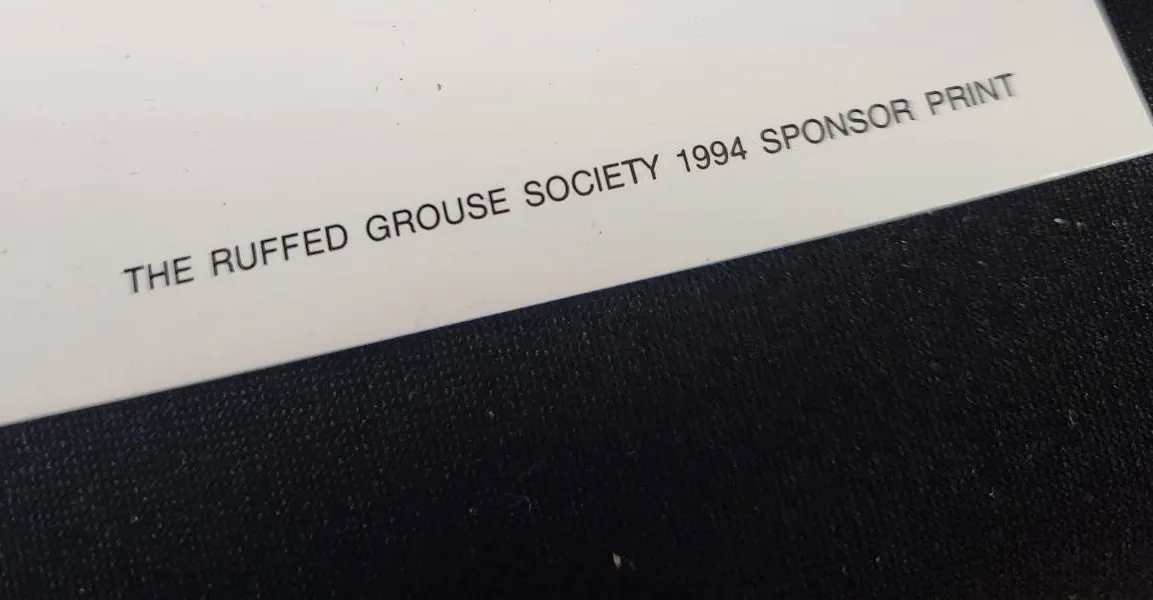 THE RUFFED GROUSE SOCIETY 1994 SPONSOR PRINT